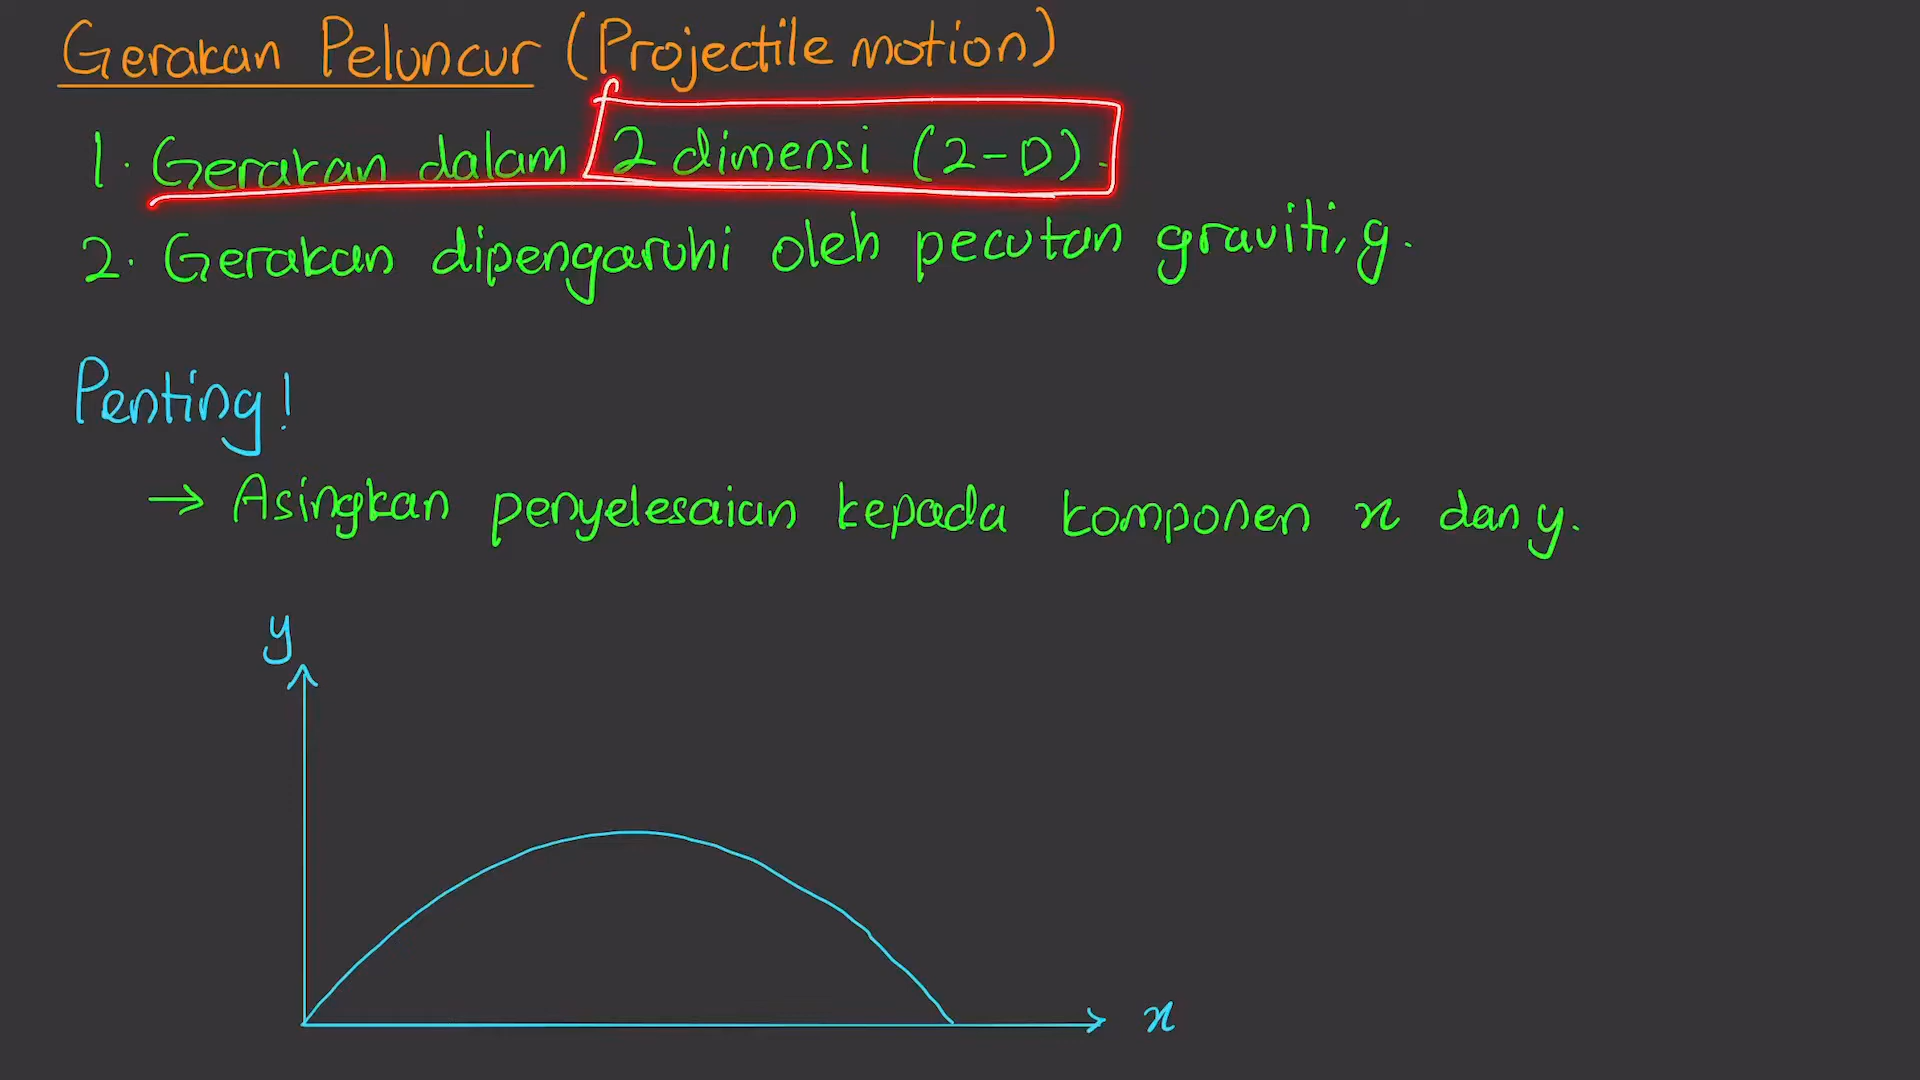 Gerakan Peluncur (Projectile motion)
1. Gerakan dalam 2 dimensi (2-D).
2. Gerakan dipengaruhi oleh pecutan graviti, g.
Penting!
→ Asingkan penyelesaian kepada komponen x dan y.
y
x